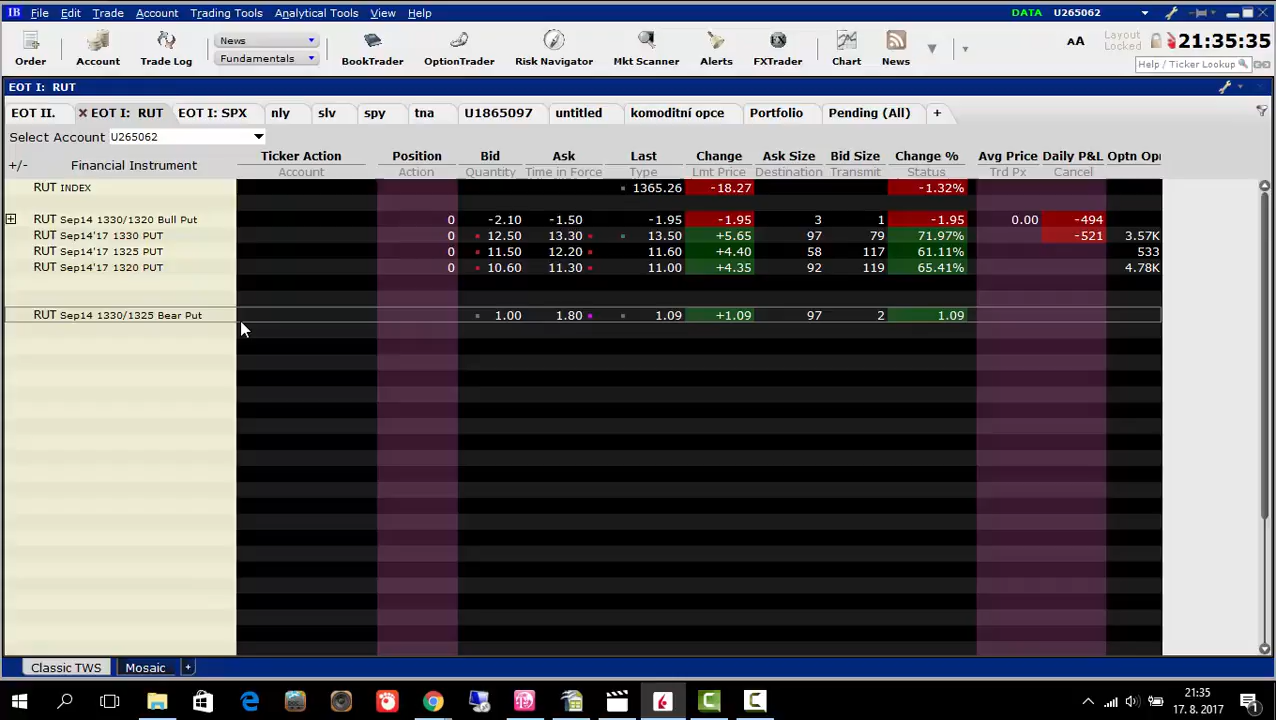 IB File Edit Trade Account Trading Tools Analytical Tools View Help DATA U265062
Order Account Trade Log News Fundamentals BookTrader OptionTrader Risk Navigator Mkt Scanner Alerts FXTrader Chart News AA Layout Locked 21:35:35
Help / Ticker Lookup
EOT I: RUT
EOT II. EOT I: RUT EOT I: SPX nly slv spy tna U1865097 untitled komoditní opce Portfolio Pending (All) +
Select Account U265062
+/- Financial Instrument Ticker Action Position Bid Ask Last Change Ask Size Bid Size Change % Avg Price Daily P&L Optn Op
Account Action Quantity Time in Force Type Lmt Price Destination Transmit Status Trd Px Cancel
RUT INDEX 1365.26 -18.27 -1.32%
RUT Sep14 1330/1320 Bull Put 0 -2.10 -1.50 -1.95 -1.95 3 1 -1.95 0.00 -494
RUT Sep14'17 1330 PUT 0 12.50 13.30 13.50 +5.65 97 79 71.97% -521 3.57K
RUT Sep14'17 1325 PUT 0 11.50 12.20 11.60 +4.40 58 117 61.11% 533
RUT Sep14'17 1320 PUT 0 10.60 11.30 11.00 +4.35 92 119 65.41% 4.78K
RUT Sep14 1330/1325 Bear Put 1.00 1.80 1.09 +1.09 97 2 1.09
Classic TWS Mosaic +
21:35
17. 8. 2017
1